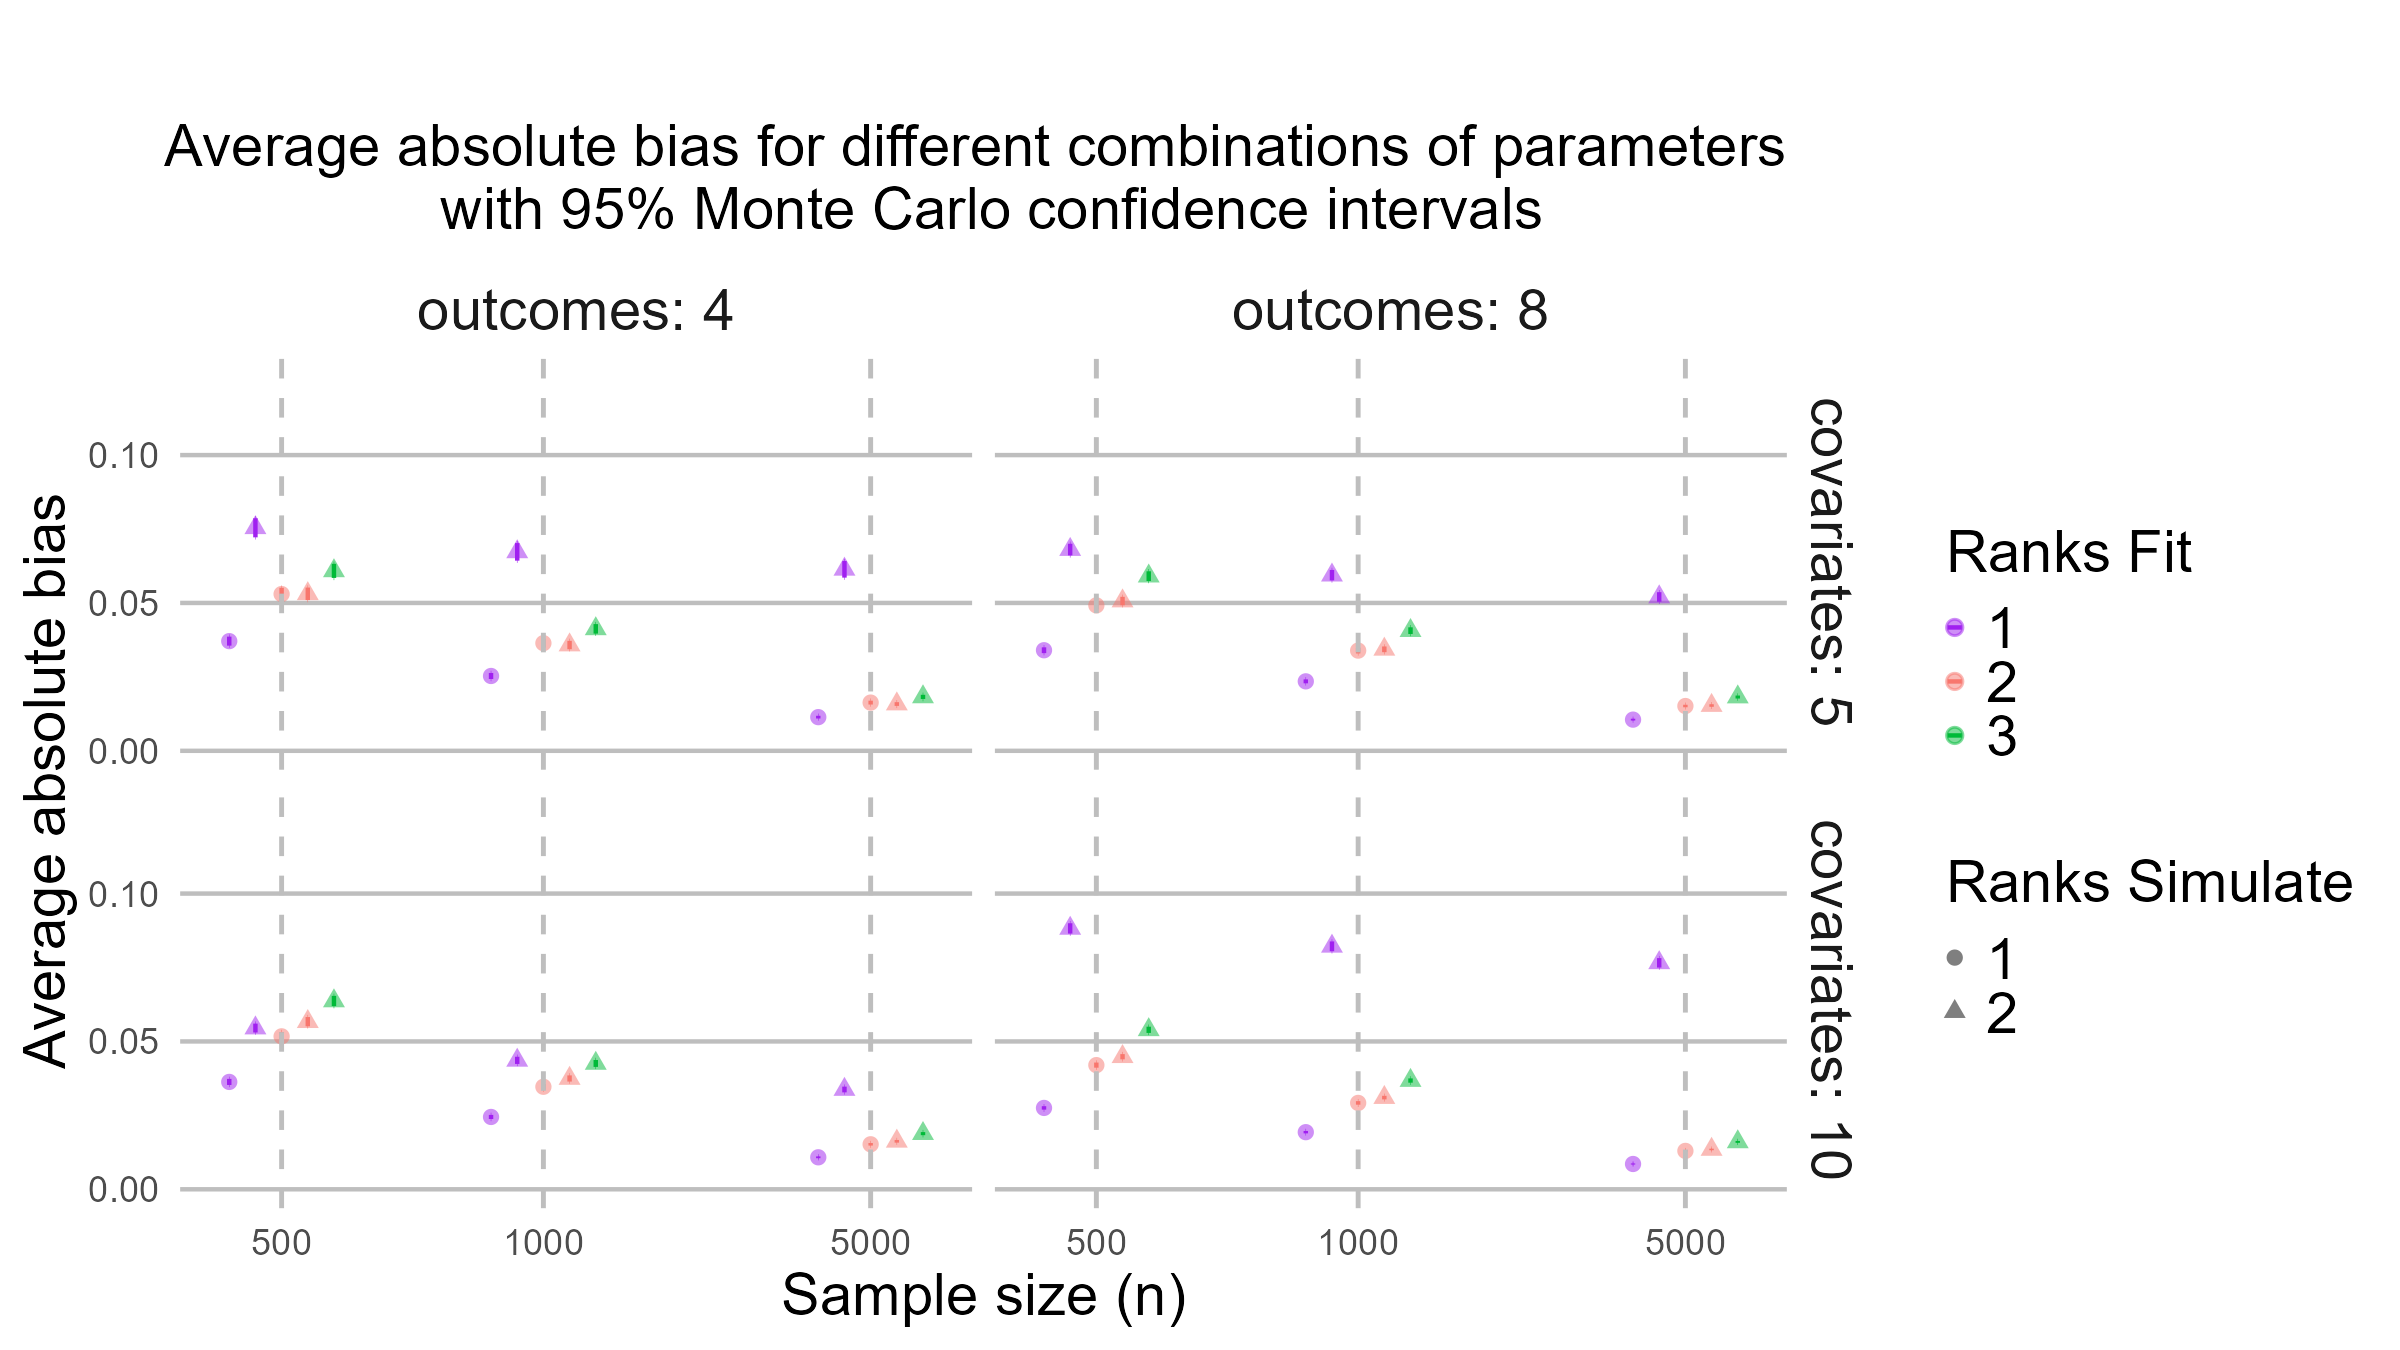 Average absolute bias for different combinations of parameters
with 95% Monte Carlo confidence intervals
outcomes: 4
outcomes: 8
Average absolute bias
0.10
0.05
0.00
covariates: 5
0.10
0.05
0.00
covariates: 10
500
1000
5000
500
1000
5000
Sample size (n)
Ranks Fit
1
2
3
Ranks Simulate
1
2